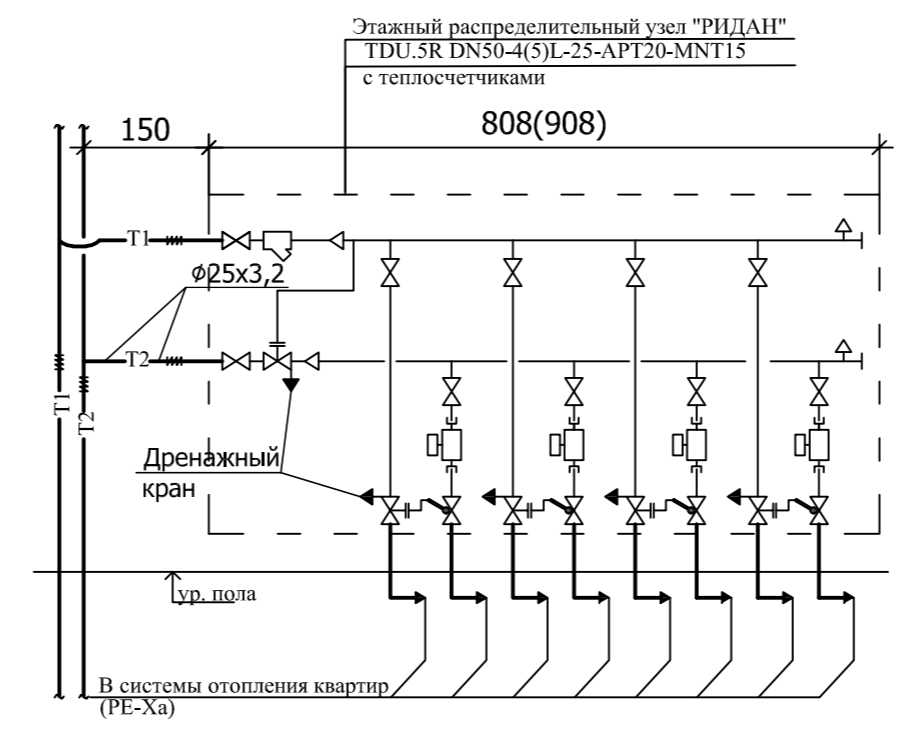 Этажный распределительный узел "РИДАН"
TDU.5R DN50-4(5)L-25-APT20-MNT15
с теплосчетчиками
150
808(908)
T1
ϕ25x3,2
T2
T1
T2
Дренажный
кран
ур. пола
В системы отопления квартир
(PE-Xa)